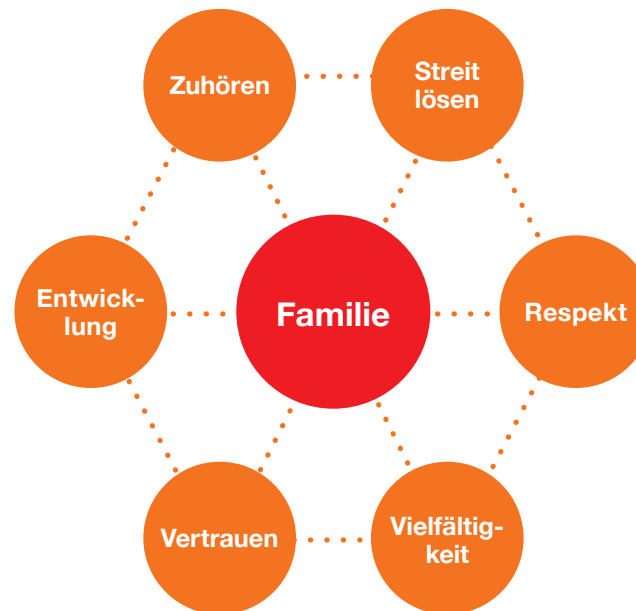 Zuhören
Streit
lösen
Entwick-
lung
Familie
Respekt
Vertrauen
Vielfältig-
keit